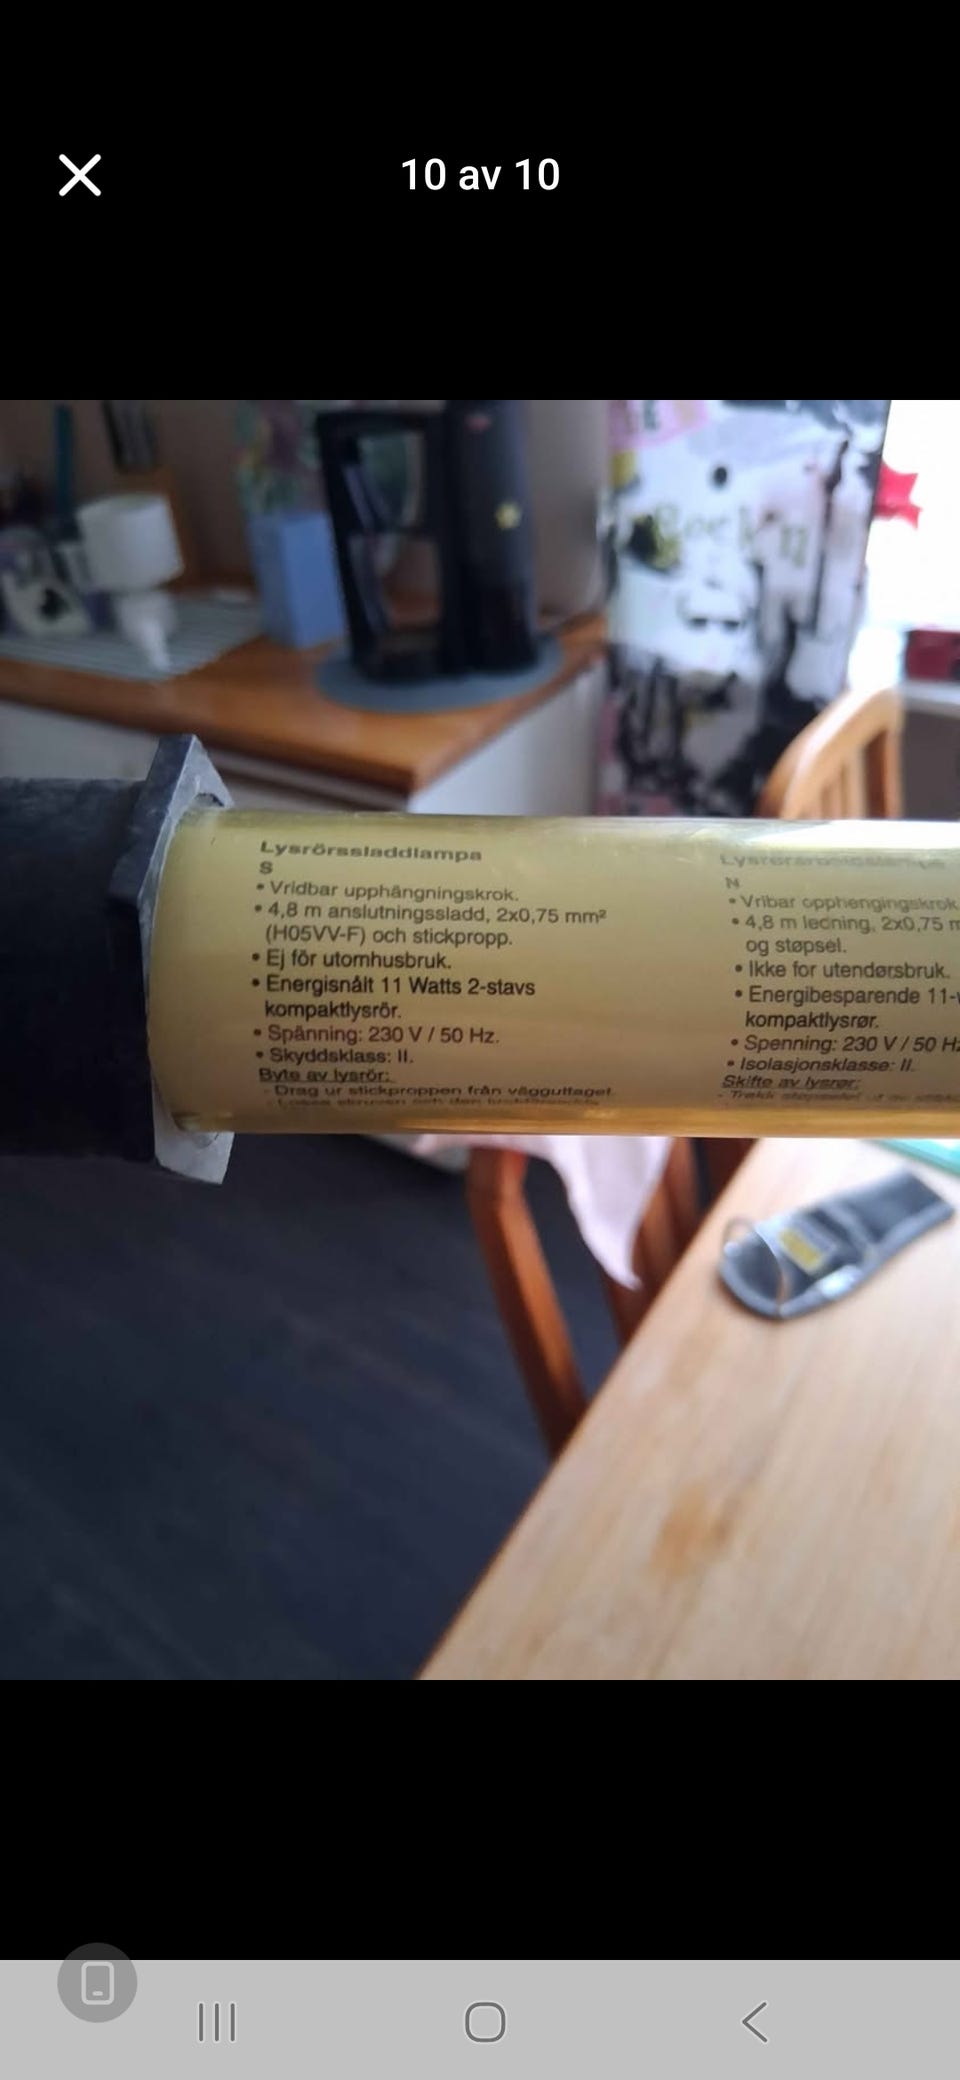 10 av 10
Rock'n
Lysrörssladdlampa
S
• Vridbar upphängningskrok.
• 4,8 m anslutningssladd, 2x0,75 mm²
(H05VV-F) och stickpropp.
• Ej för utomhusbruk.
• Energisnålt 11 Watts 2-stavs
kompaktlysrör.
• Spänning: 230 V / 50 Hz.
• Skyddsklass: II.
Byte av lysrör:
- Drag ur stickproppen från vägguttaget
N
• Vribar opphengingskrok
• 4,8 m ledning, 2x0,75 m
og støpsel.
• Ikke for utendørsbruk.
• Energibesparende 11-
kompaktlysrør.
• Spenning: 230 V / 50 Hz
• Isolasjonsklasse: II.
Skifte av lysrør: